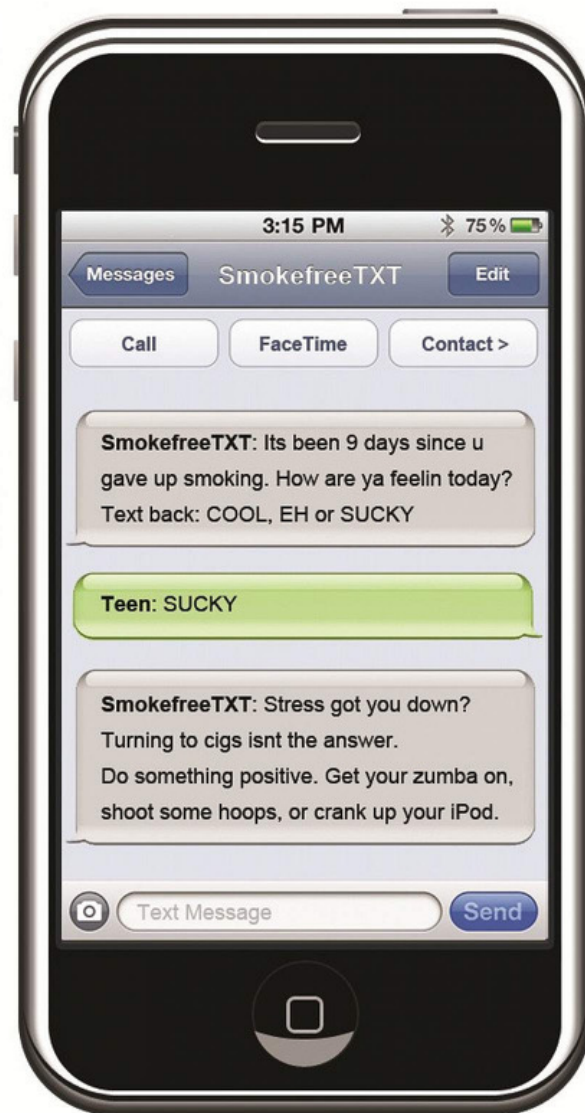 3:15 PM 75%
Messages SmokefreeTXT Edit
Call FaceTime Contact >
SmokefreeTXT: Its been 9 days since u
gave up smoking. How are ya feelin today?
Text back: COOL, EH or SUCKY
Teen: SUCKY
SmokefreeTXT: Stress got you down?
Turning to cigs isnt the answer.
Do something positive. Get your zumba on,
shoot some hoops, or crank up your iPod.
Text Message Send